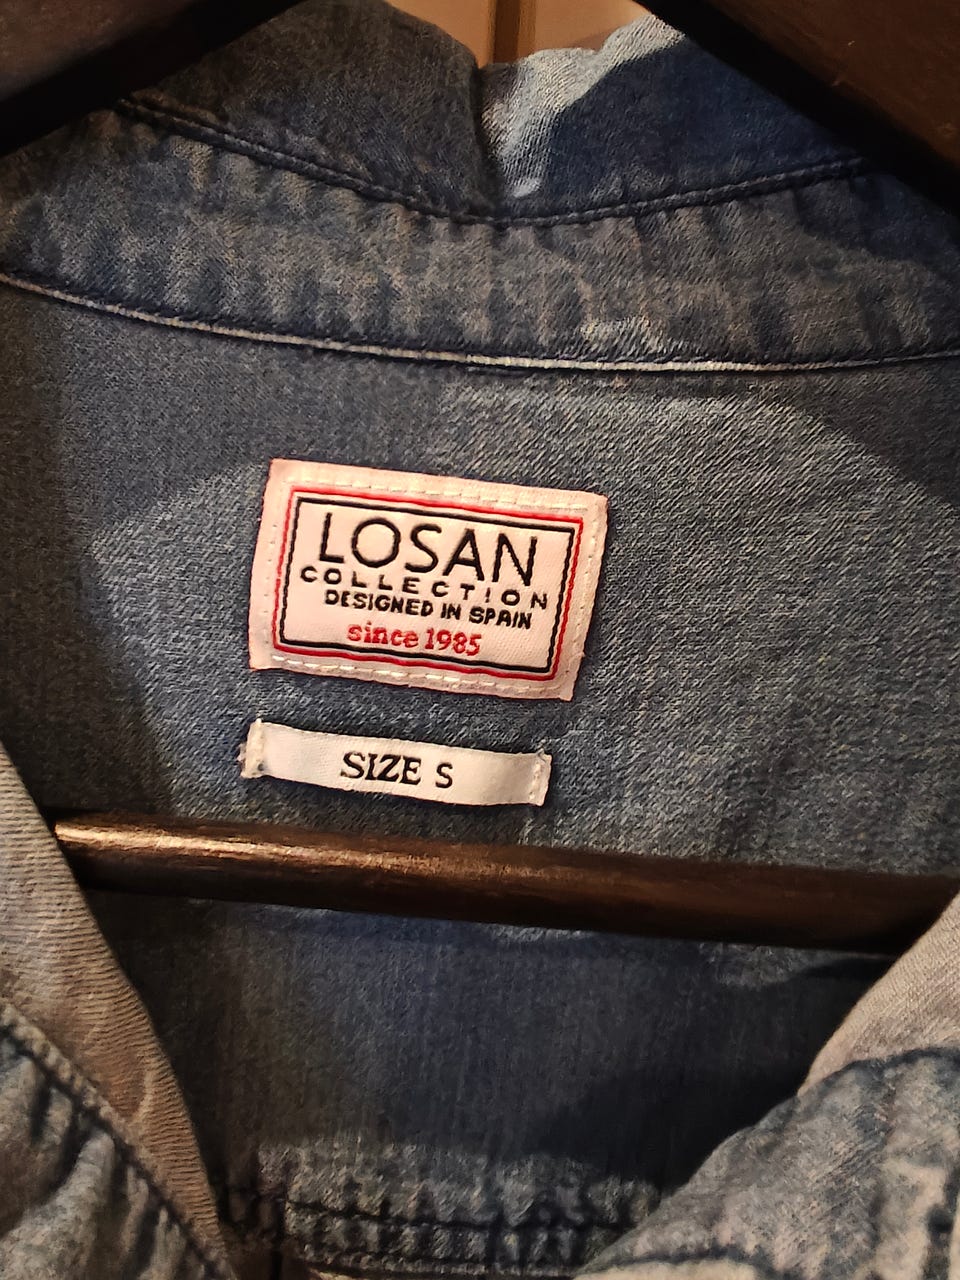 LOSAN
COLLECTION
DESIGNED IN SPAIN
since 1985
SIZE S